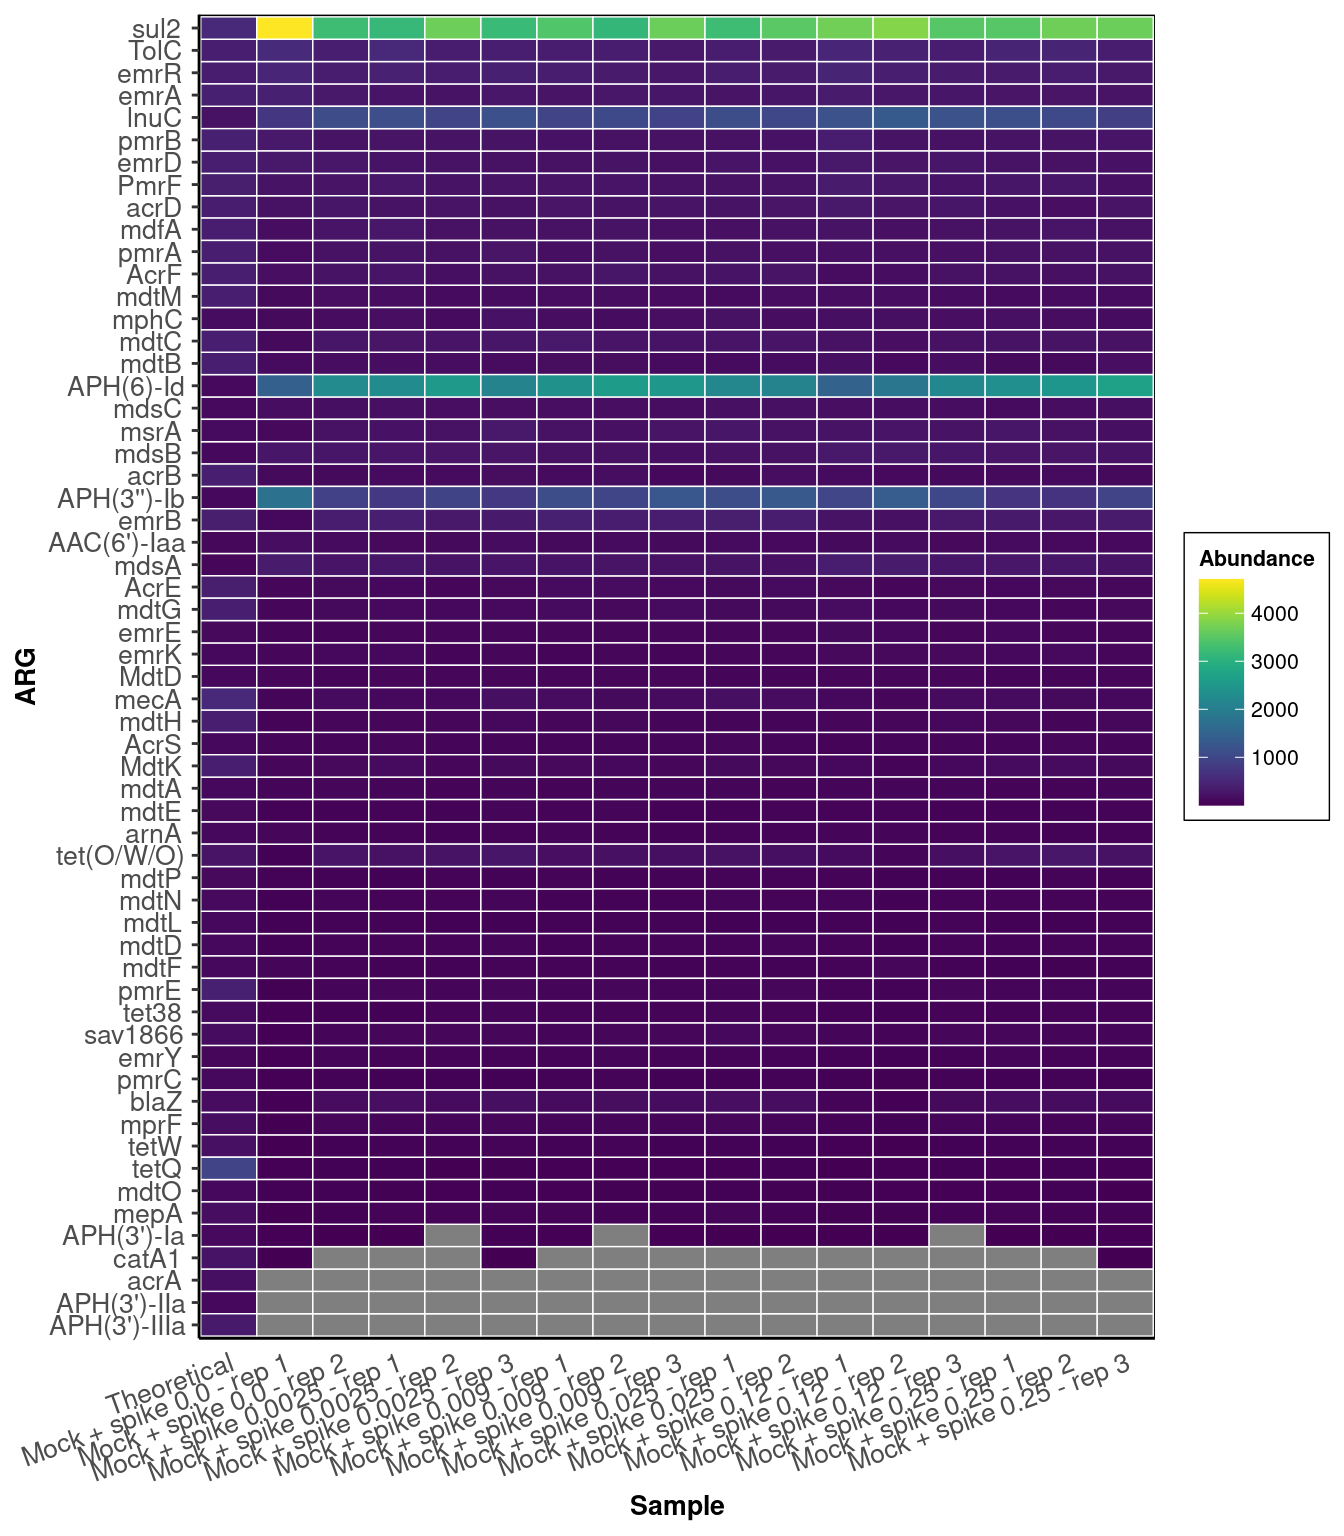 sul2
TolC
emrR
emrA
lnuC
pmrB
emrD
PmrF
acrD
mdfA
pmrA
AcrF
mdtM
mphC
mdtC
mdtB
APH(6)-Id
mdsC
msrA
mdsB
acrB
APH(3'')-Ib
emrB
AAC(6')-Iaa
mdsA
AcrE
mdtG
emrE
emrK
MdtD
mecA
mdtH
AcrS
MdtK
mdtA
mdtE
arnA
tet(O/W/O)
mdtP
mdtN
mdtL
mdtD
mdtF
pmrE
tet38
sav1866
emrY
pmrC
blaZ
mprF
tetW
tetQ
mdtO
mepA
APH(3')-Ia
catA1
acrA
APH(3')-IIa
APH(3')-IIIa
ARG
Theoretical
Mock + spike 0.0 - rep 1
Mock + spike 0.0 - rep 2
Mock + spike 0.0025 - rep 1
Mock + spike 0.0025 - rep 2
Mock + spike 0.0025 - rep 3
Mock + spike 0.009 - rep 1
Mock + spike 0.009 - rep 2
Mock + spike 0.009 - rep 3
Mock + spike 0.025 - rep 1
Mock + spike 0.025 - rep 2
Mock + spike 0.12 - rep 1
Mock + spike 0.12 - rep 2
Mock + spike 0.12 - rep 3
Mock + spike 0.25 - rep 1
Mock + spike 0.25 - rep 2
Mock + spike 0.25 - rep 3
Sample
Abundance
4000
3000
2000
1000